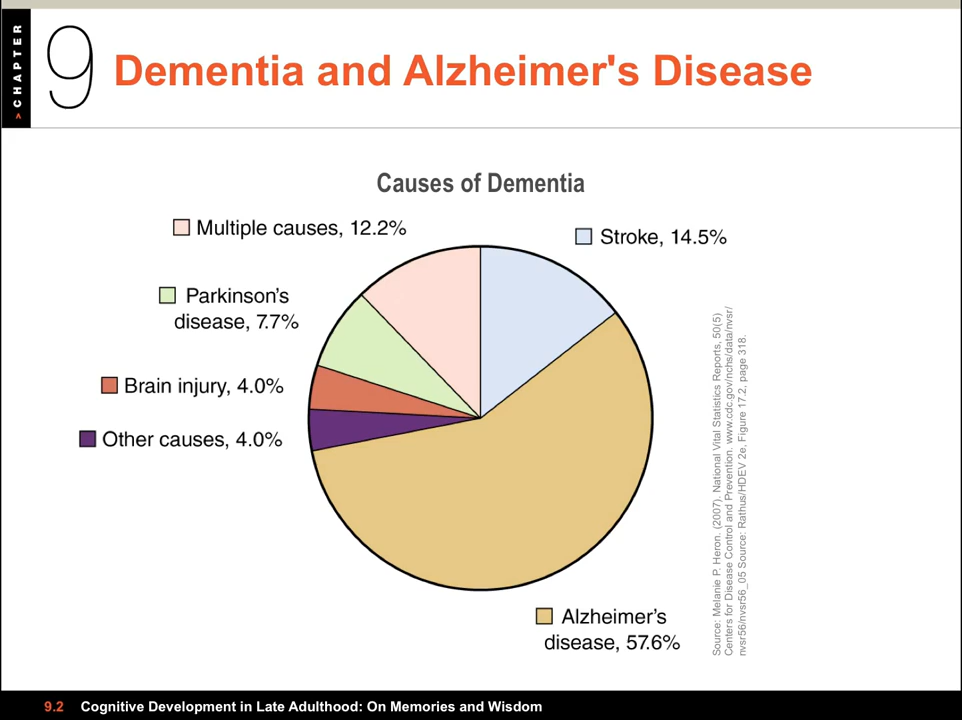 > CHAPTER
9
Dementia and Alzheimer's Disease
Causes of Dementia
Multiple causes, 12.2%
Stroke, 14.5%
Parkinson's
disease, 7.7%
Brain injury, 4.0%
Other causes, 4.0%
Alzheimer's
disease, 57.6%
Source: Melanie P. Heron. (2007). National Vital Statistics Reports, 50(5)
Centers for Disease Control and Prevention. www.cdc.gov/nchs/data/nvsr/
nvsr56/nvsr56_05 Source: Rathus/HDEV 2e, Figure 17.2, page 318.
9.2 Cognitive Development in Late Adulthood: On Memories and Wisdom